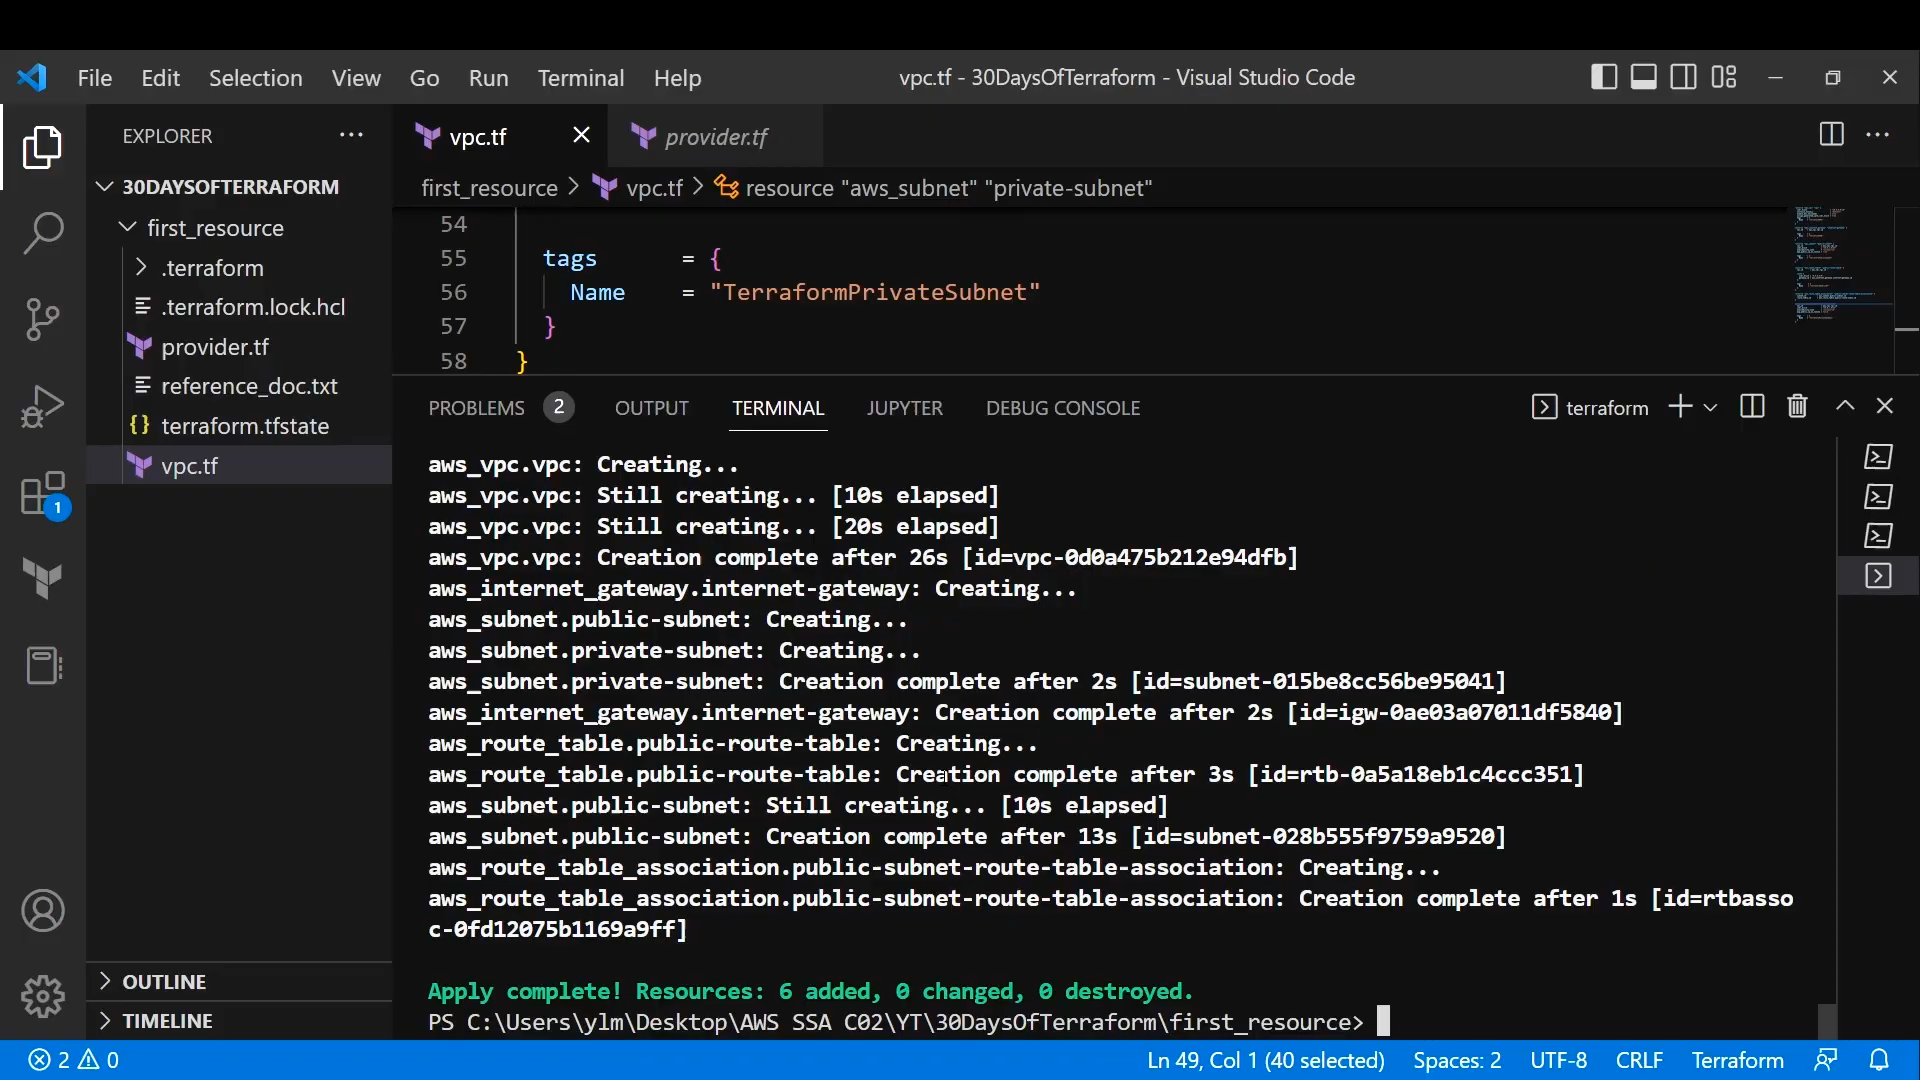 File Edit Selection View Go Run Terminal Help
vpc.tf - 30DaysOfTerraform - Visual Studio Code
EXPLORER
30DAYSOFTERRAFORM
first_resource
.terraform
.terraform.lock.hcl
provider.tf
reference_doc.txt
terraform.tfstate
vpc.tf
OUTLINE
TIMELINE
1
vpc.tf
provider.tf
first_resource > vpc.tf > resource "aws_subnet" "private-subnet"
54
55 tags = {
56 Name = "TerraformPrivateSubnet"
57 }
58 }
PROBLEMS 2 OUTPUT TERMINAL JUPYTER DEBUG CONSOLE
terraform
aws_vpc.vpc: Creating...
aws_vpc.vpc: Still creating... [10s elapsed]
aws_vpc.vpc: Still creating... [20s elapsed]
aws_vpc.vpc: Creation complete after 26s [id=vpc-0d0a475b212e94dfb]
aws_internet_gateway.internet-gateway: Creating...
aws_subnet.public-subnet: Creating...
aws_subnet.private-subnet: Creating...
aws_subnet.private-subnet: Creation complete after 2s [id=subnet-015be8cc56be95041]
aws_internet_gateway.internet-gateway: Creation complete after 2s [id=igw-0ae03a07011df5840]
aws_route_table.public-route-table: Creating...
aws_route_table.public-route-table: Creation complete after 3s [id=rtb-0a5a18eb1c4ccc351]
aws_subnet.public-subnet: Still creating... [10s elapsed]
aws_subnet.public-subnet: Creation complete after 13s [id=subnet-028b555f9759a9520]
aws_route_table_association.public-subnet-route-table-association: Creating...
aws_route_table_association.public-subnet-route-table-association: Creation complete after 1s [id=rtbasso
c-0fd12075b1169a9ff]
Apply complete! Resources: 6 added, 0 changed, 0 destroyed.
PS C:\Users\ylm\Desktop\AWS SSA C02\YT\30DaysOfTerraform\first_resource>
2 0
Ln 49, Col 1 (40 selected) Spaces: 2 UTF-8 CRLF Terraform